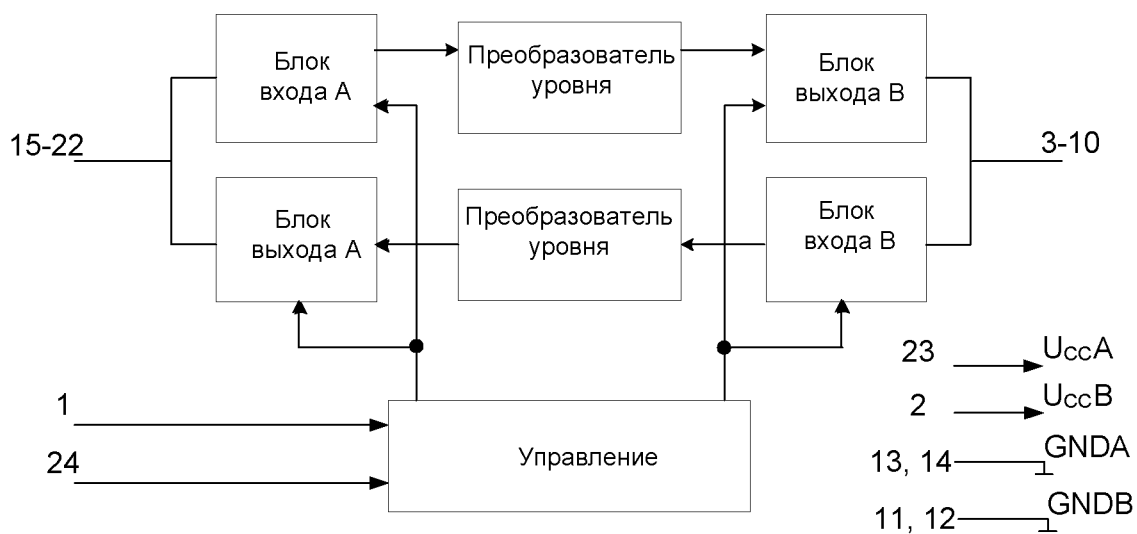 Блок
входа А
Преобразователь
уровня
Блок
выхода В
15-22
3-10
Блок
выхода А
Преобразователь
уровня
Блок
входа В
23
UCCA
2
UCCB
1
24
Управление
13, 14
GNDA
11, 12
GNDB